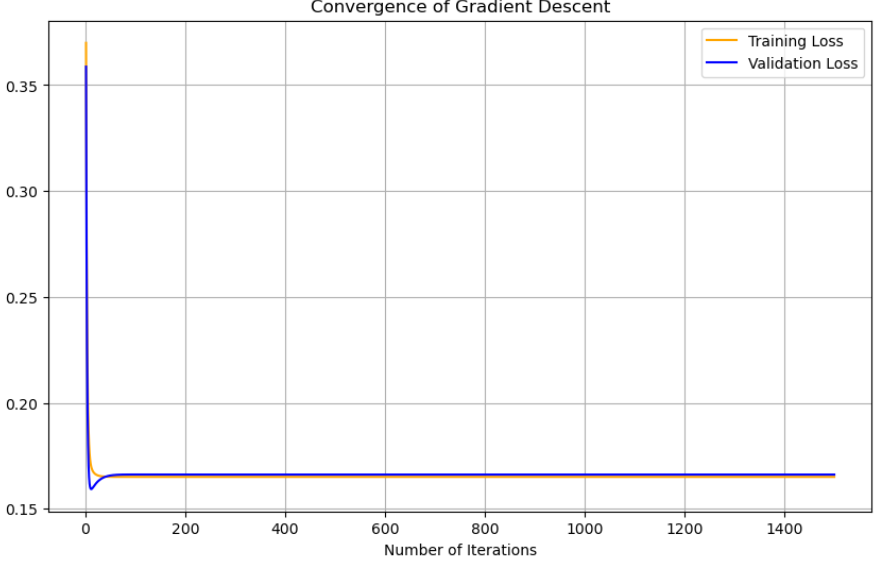 Convergence of Gradient Descent
Training Loss
Validation Loss
0.35
0.30
0.25
0.20
0.15
0 200 400 600 800 1000 1200 1400
Number of Iterations